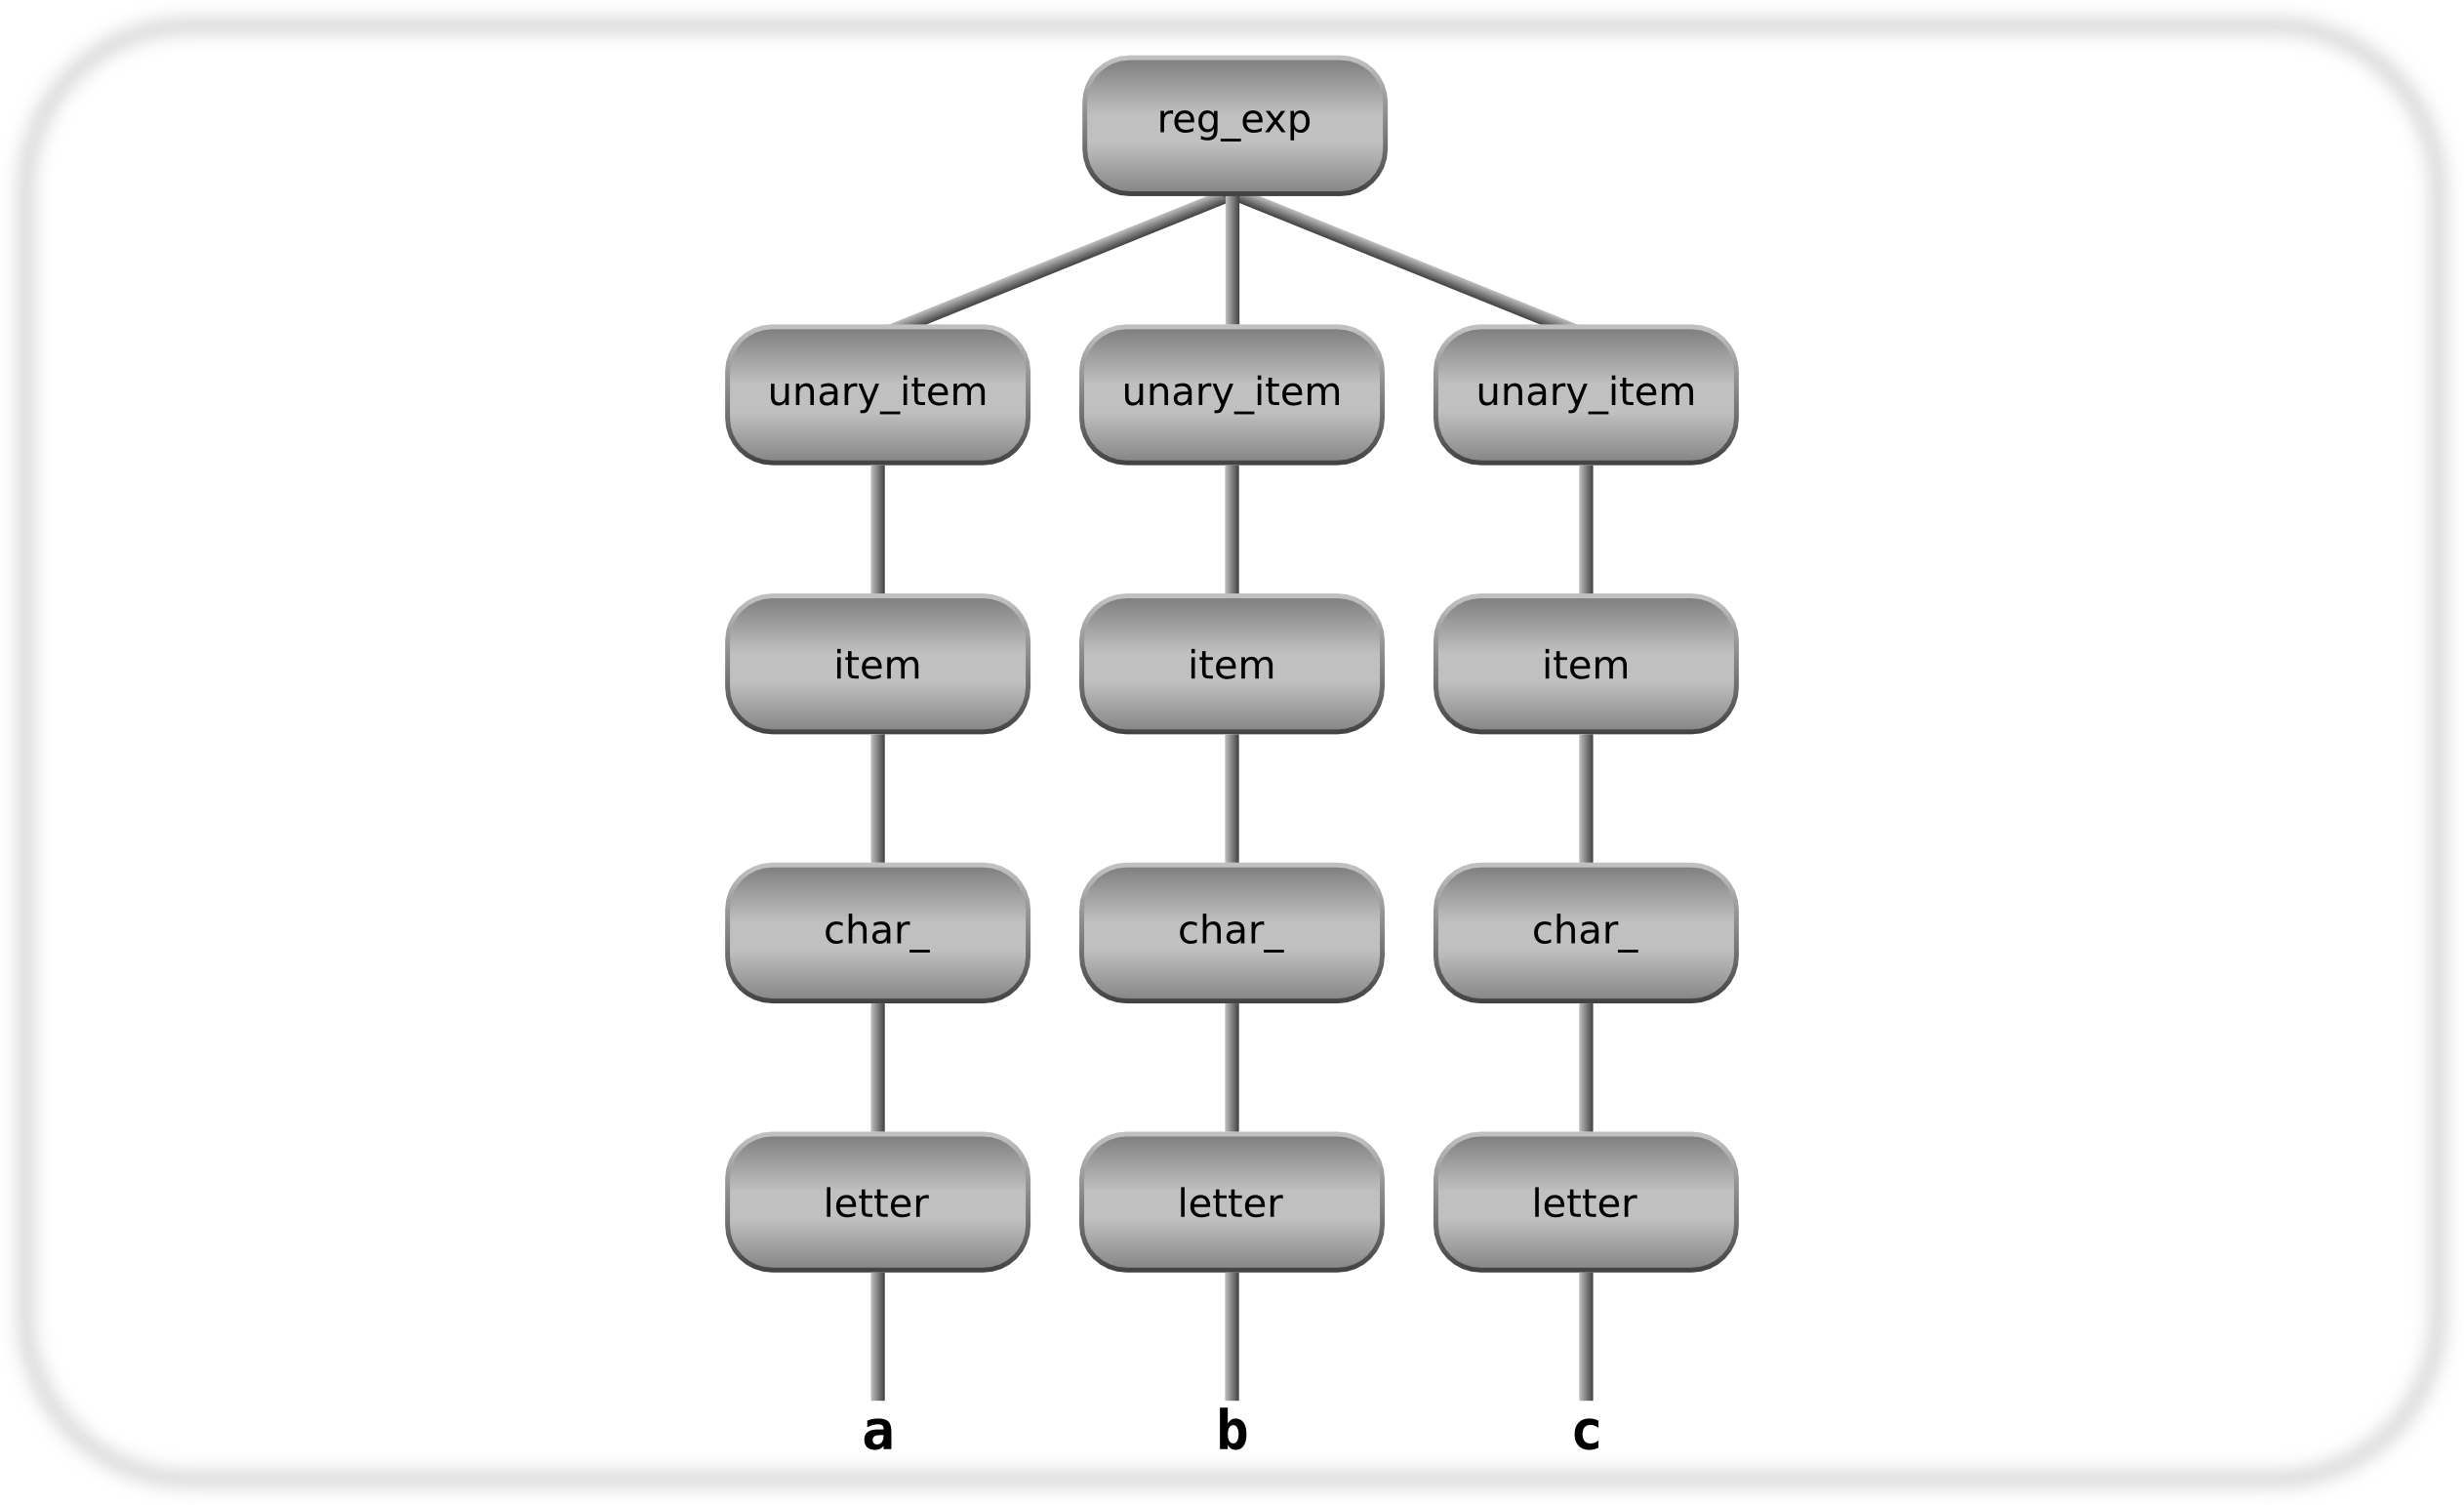 reg_exp
unary_item unary_item unary_item
item item item
char_ char_ char_
letter letter letter
a b c